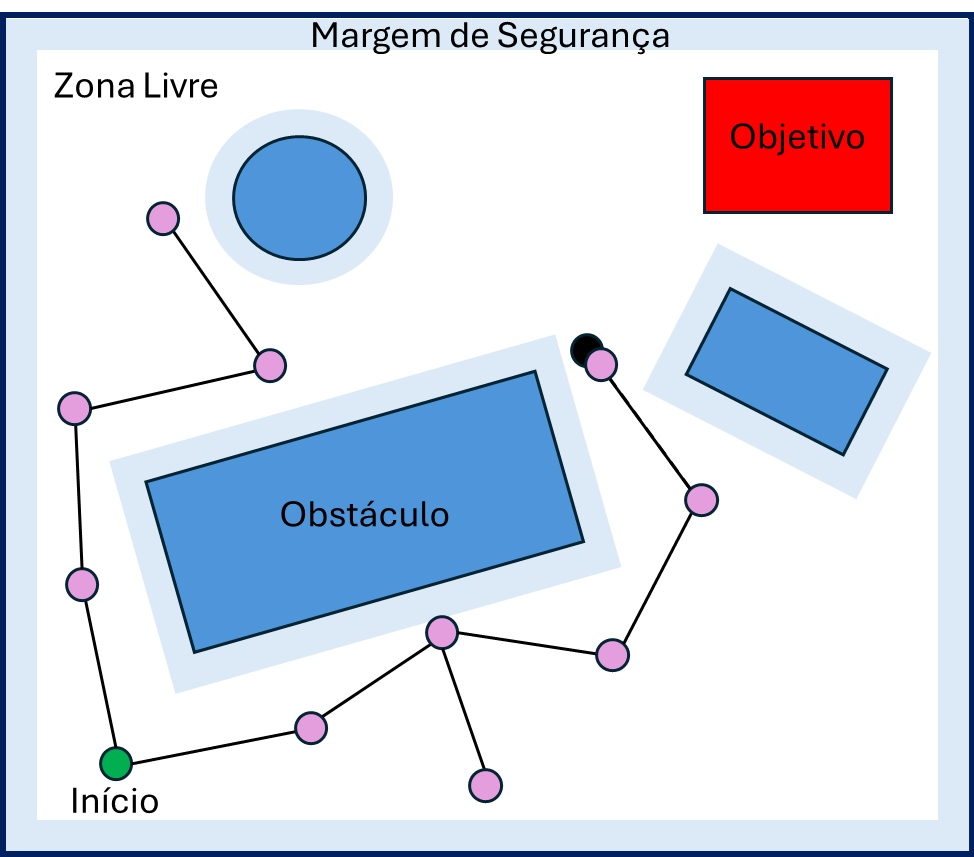 Margem de Segurança
Zona Livre
Objetivo
Obstáculo
Início